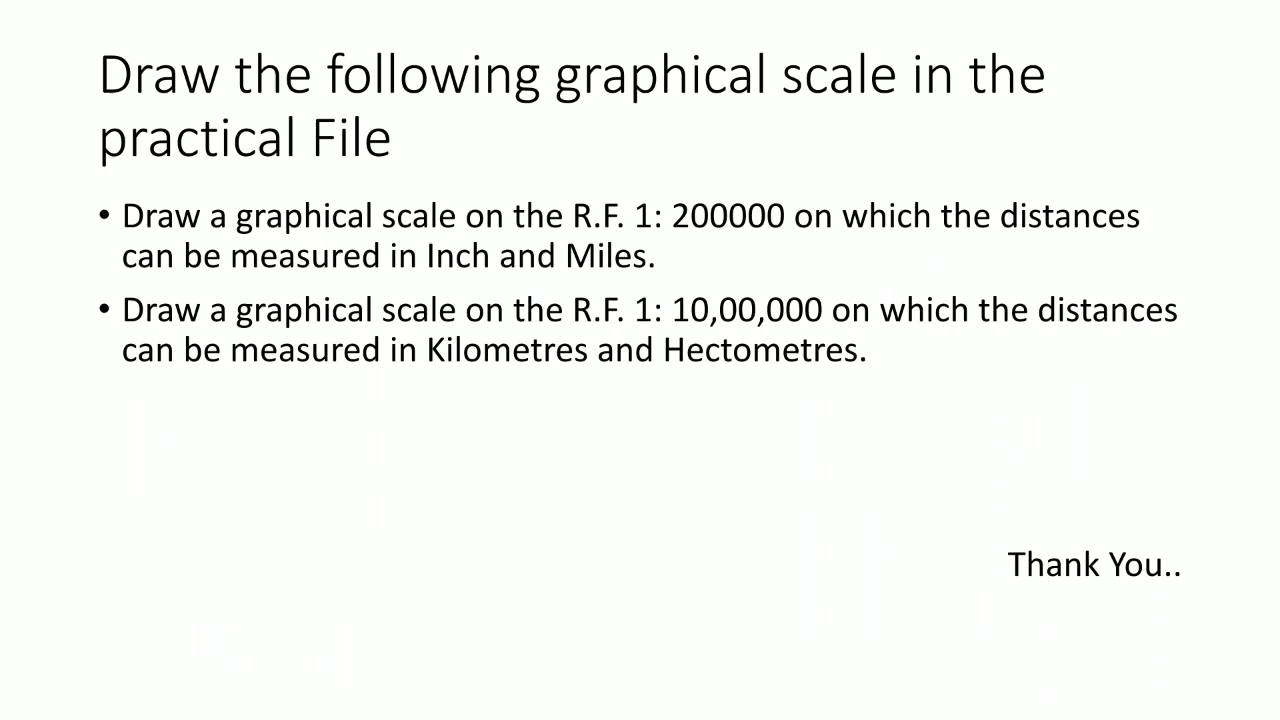 Draw the following graphical scale in the
practical File
• Draw a graphical scale on the R.F. 1: 200000 on which the distances
can be measured in Inch and Miles.
• Draw a graphical scale on the R.F. 1: 10,00,000 on which the distances
can be measured in Kilometres and Hectometres.
Thank You..